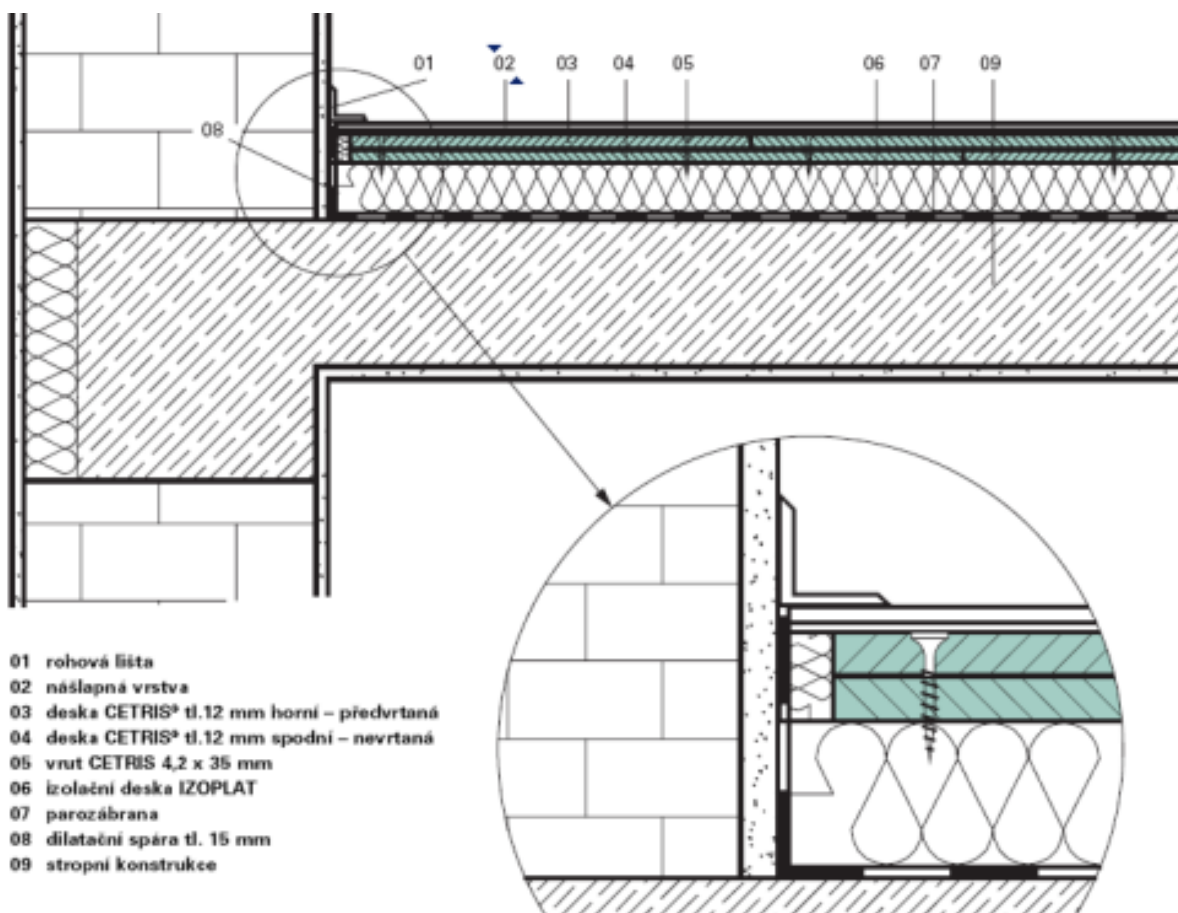 01 02 03 04 05 06 07 09
08
01 rohová lišta
02 nášlapná vrstva
03 deska CETRIS® tl.12 mm horní – předvrtaná
04 deska CETRIS® tl.12 mm spodní – nevrtaná
05 vrut CETRIS 4,2 x 35 mm
06 izolační deska IZOPLAT
07 parozábrana
08 dilatační spára tl. 15 mm
09 stropní konstrukce